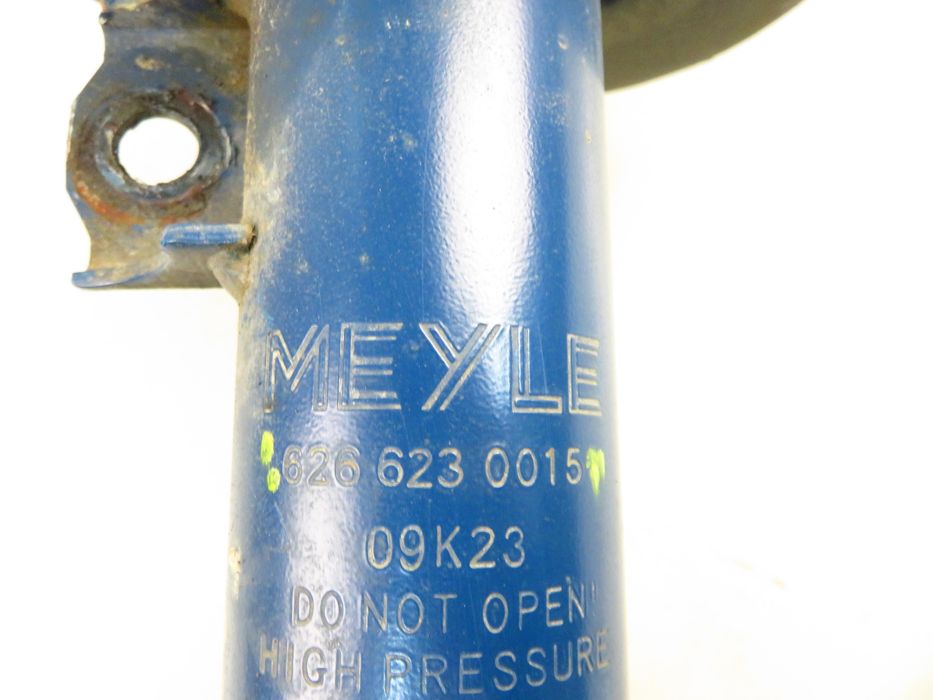 MEYLE
626 623 0015
09K23
DO NOT OPEN!
HIGH PRESSURE